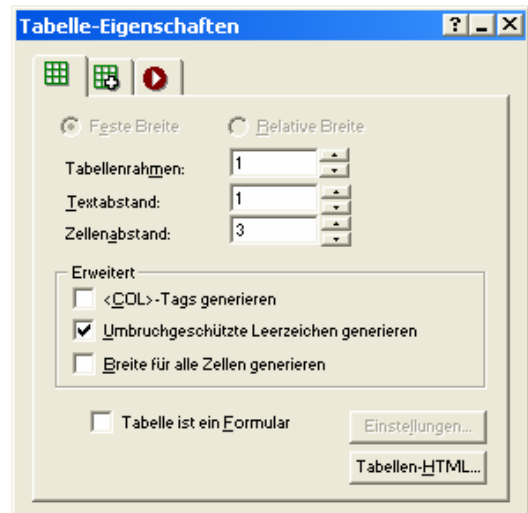 Tabelle-Eigenschaften
Feste Breite Relative Breite
Tabellenrahmen: 1
Textabstand: 1
Zellenabstand: 3
Erweitert
<COL>-Tags generieren
Umbruchgeschützte Leerzeichen generieren
Breite für alle Zellen generieren
Tabelle ist ein Formular Einstellungen...
Tabellen-HTML...